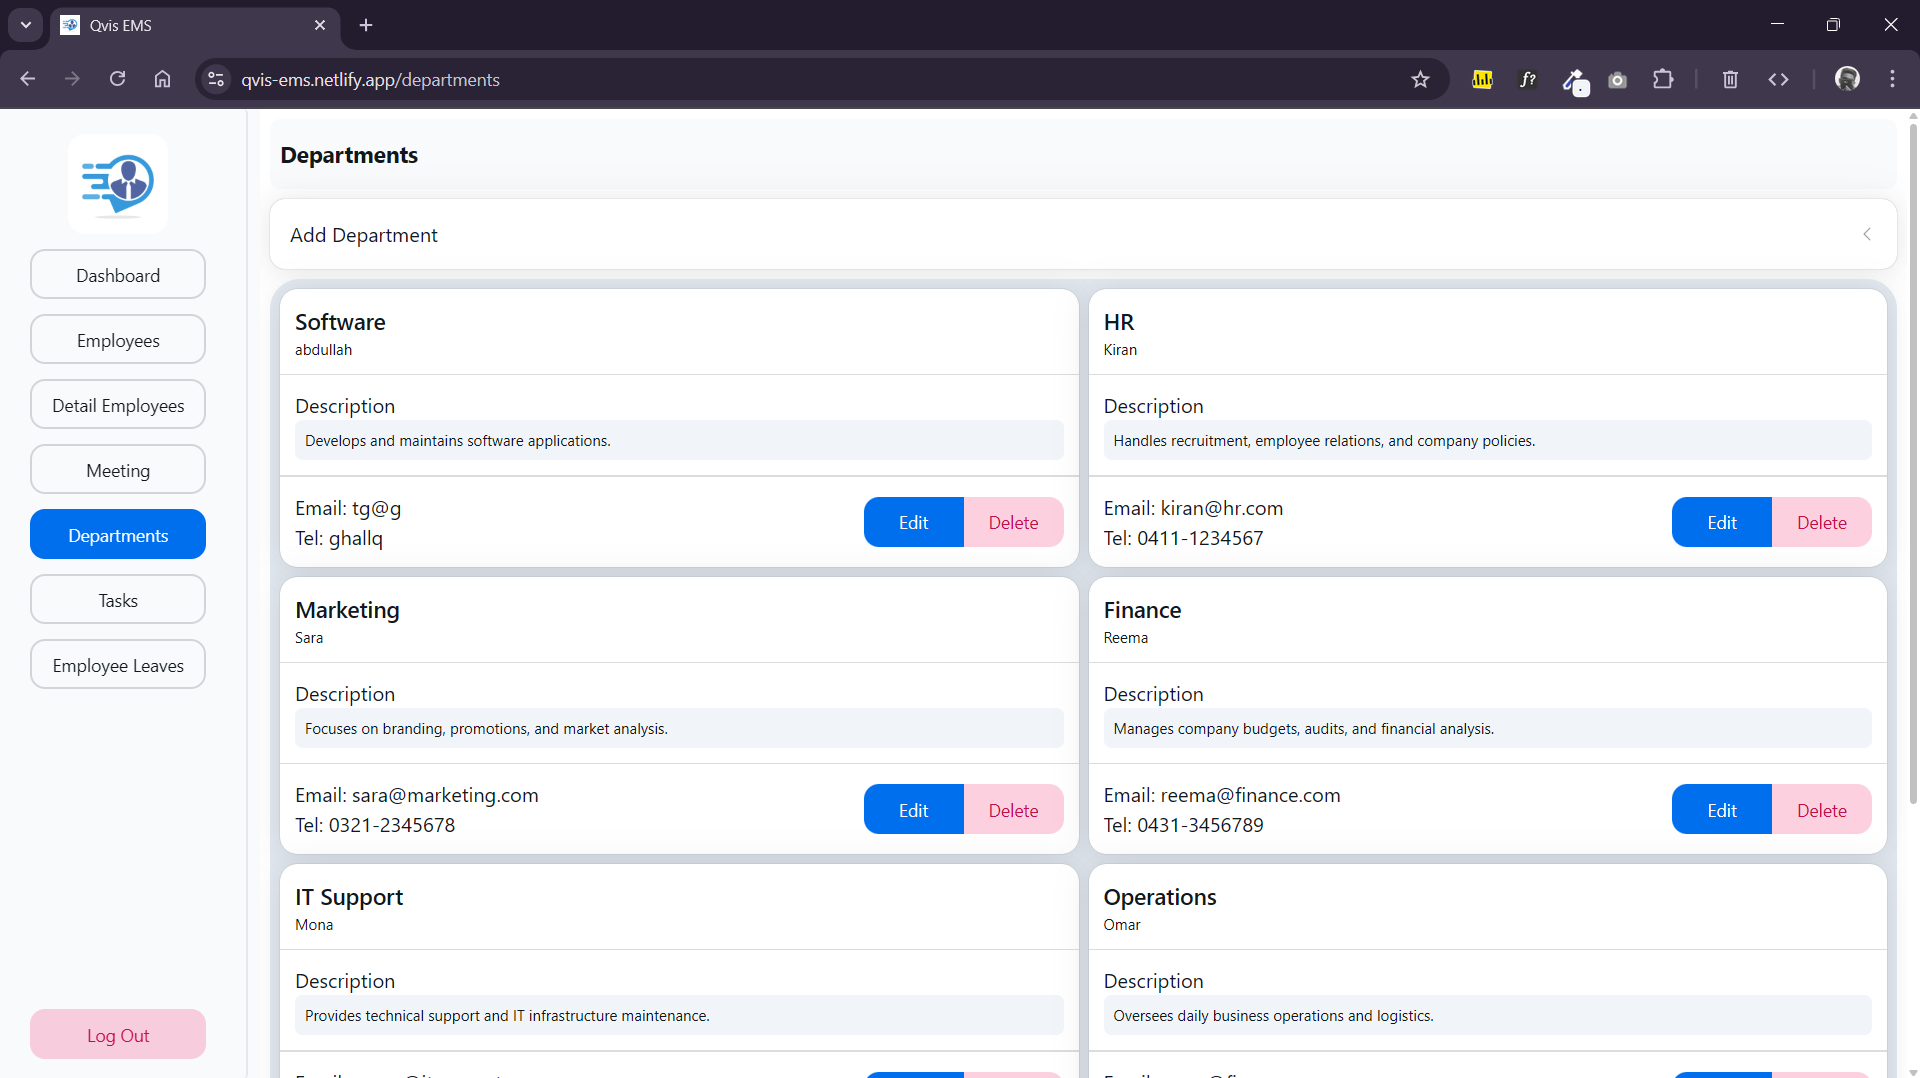 Qvis EMS
qvis-ems.netlify.app/departments
Dashboard
Employees
Detail Employees
Meeting
Departments
Tasks
Employee Leaves
Log Out
Departments
Add Department
Software
abdullah
Description
Develops and maintains software applications.
Email: tg@g
Tel: ghallq
Edit
Delete
HR
Kiran
Description
Handles recruitment, employee relations, and company policies.
Email: kiran@hr.com
Tel: 0411-1234567
Edit
Delete
Marketing
Sara
Description
Focuses on branding, promotions, and market analysis.
Email: sara@marketing.com
Tel: 0321-2345678
Edit
Delete
Finance
Reema
Description
Manages company budgets, audits, and financial analysis.
Email: reema@finance.com
Tel: 0431-3456789
Edit
Delete
IT Support
Mona
Description
Provides technical support and IT infrastructure maintenance.
Operations
Omar
Description
Oversees daily business operations and logistics.